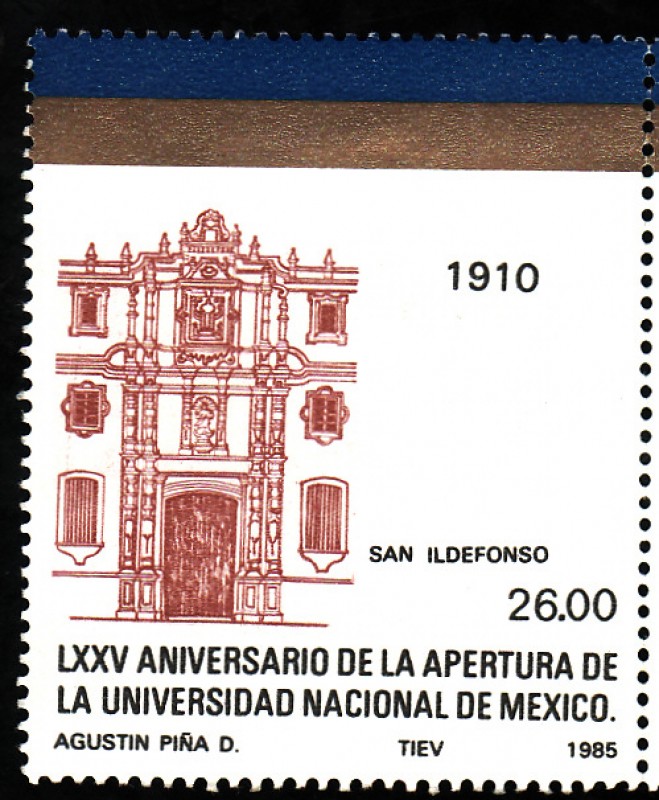 1910
SAN ILDEFONSO
26.00
LXXV ANIVERSARIO DE LA APERTURA DE
LA UNIVERSIDAD NACIONAL DE MEXICO.
AGUSTIN PIÑA D. TIEV 1985